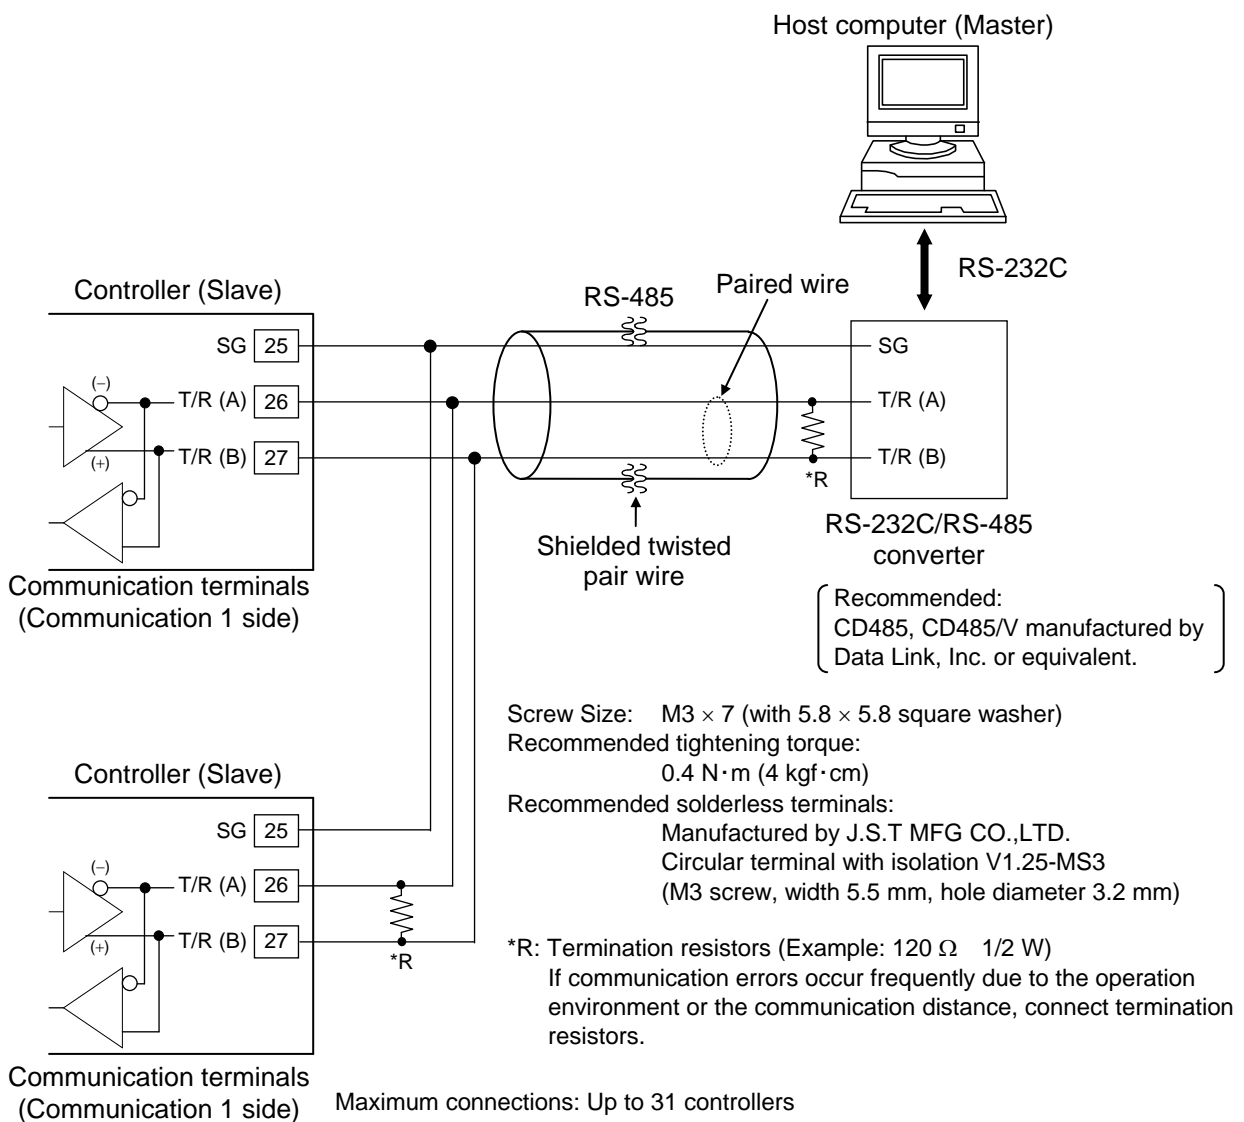 Host computer (Master)
RS-232C
Controller (Slave)
RS-485
Paired wire
SG 25
SG
(−)
T/R (A) 26
T/R (A)
T/R (B) 27
T/R (B)
(+)
*R
RS-232C/RS-485
converter
Shielded twisted
pair wire
Communication terminals
(Communication 1 side)
Recommended:
CD485, CD485/V manufactured by
Data Link, Inc. or equivalent.
Screw Size: M3 × 7 (with 5.8 × 5.8 square washer)
Recommended tightening torque:
0.4 N·m (4 kgf·cm)
Recommended solderless terminals:
Manufactured by J.S.T MFG CO.,LTD.
Circular terminal with isolation V1.25-MS3
(M3 screw, width 5.5 mm, hole diameter 3.2 mm)
Controller (Slave)
SG 25
(−)
T/R (A) 26
T/R (B) 27
(+)
*R
*R: Termination resistors (Example: 120 Ω 1/2 W)
If communication errors occur frequently due to the operation
environment or the communication distance, connect termination
resistors.
Communication terminals
(Communication 1 side)
Maximum connections: Up to 31 controllers